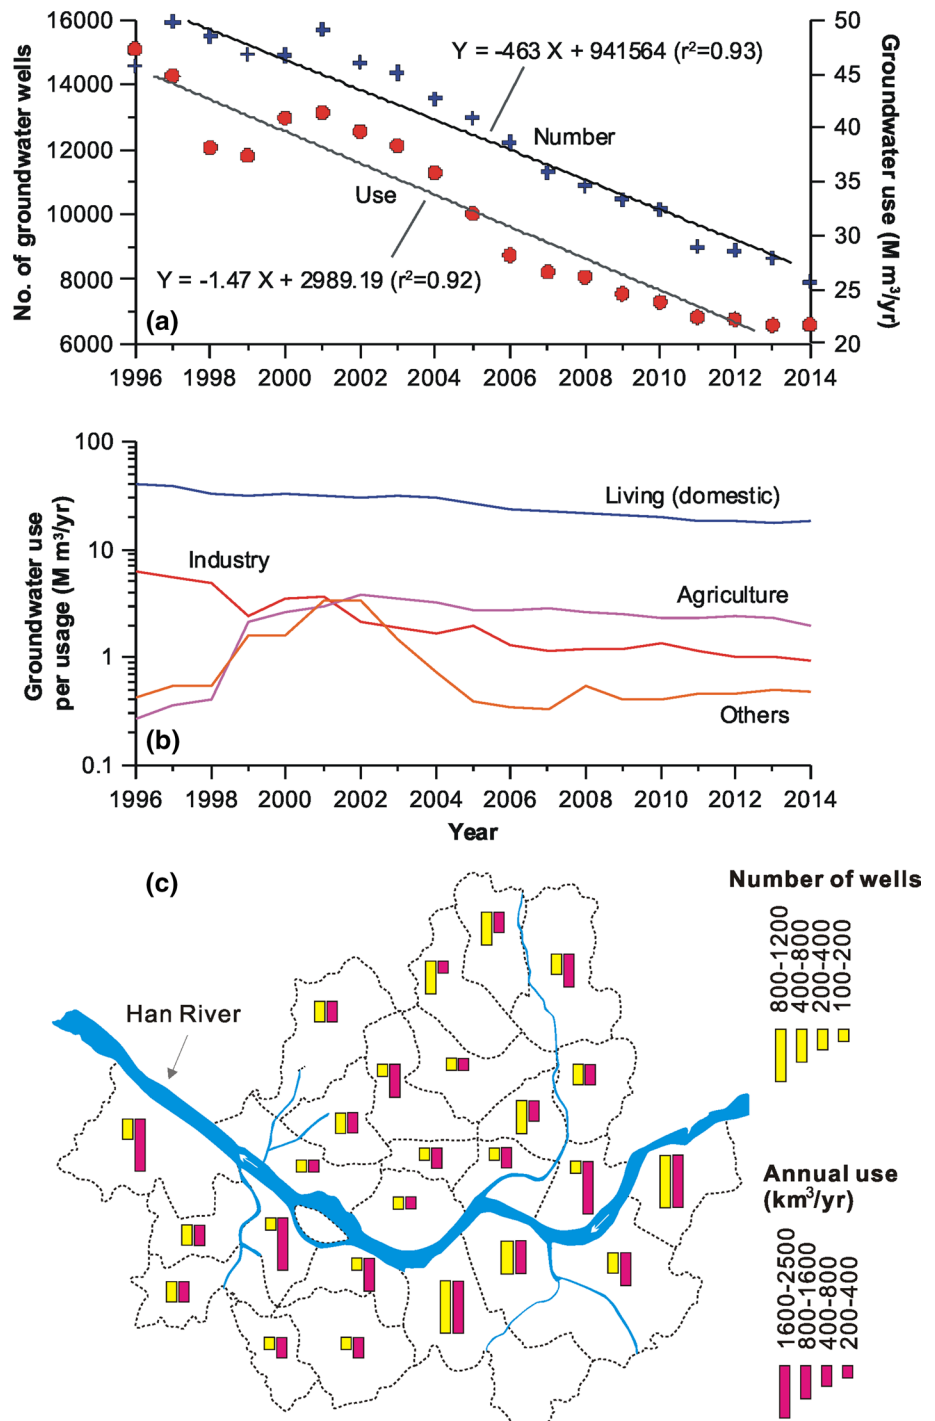 16000
14000
12000
10000
8000
6000
No. of groundwater wells
50
45
40
35
30
25
20
Groundwater use (M m³/yr)
Y = -463 X + 941564 (r²=0.93)
Number
Use
Y = -1.47 X + 2989.19 (r²=0.92)
(a)
1996 1998 2000 2002 2004 2006 2008 2010 2012 2014
100
10
1
0.1
Groundwater use
per usage (M m³/yr)
Living (domestic)
Industry
Agriculture
Others
(b)
1996 1998 2000 2002 2004 2006 2008 2010 2012 2014
Year
(c)
Number of wells
800-1200
400-800
200-400
100-200
Han River
Annual use
(km³/yr)
1600-2500
800-1600
400-800
200-400